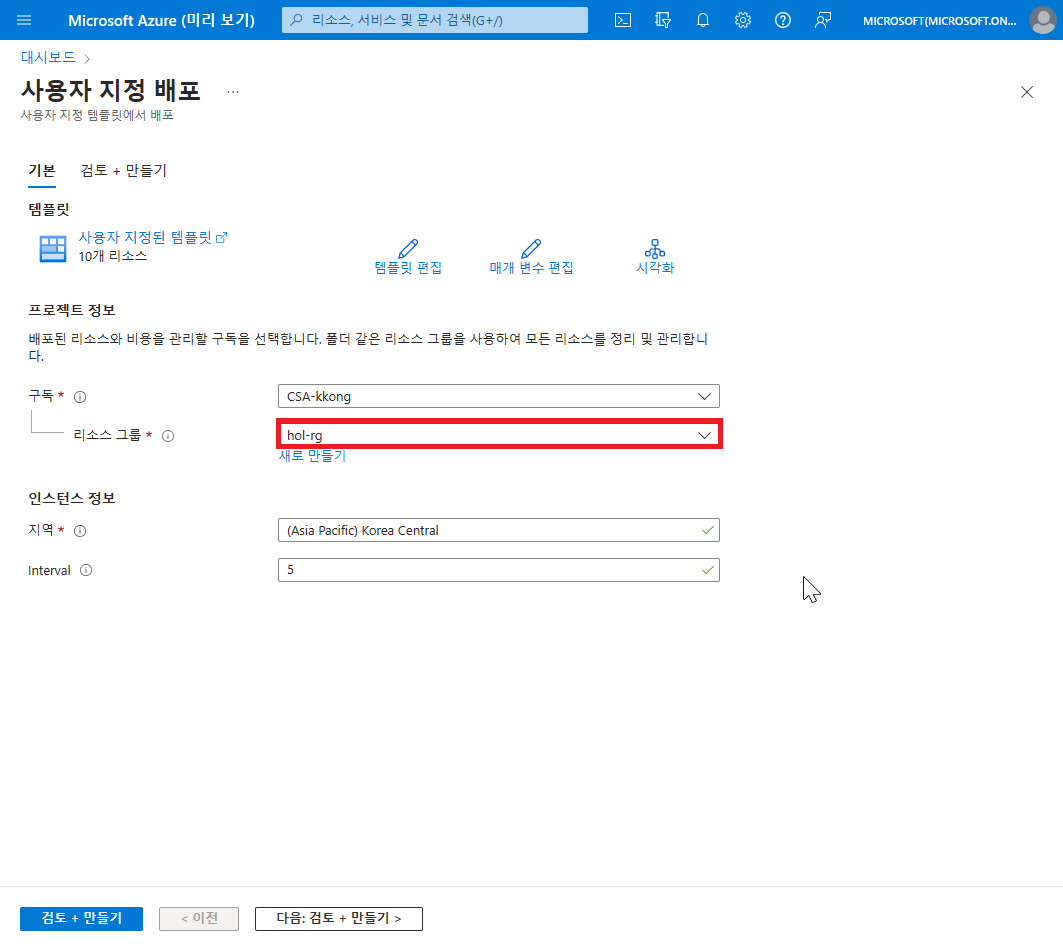 Microsoft Azure (미리 보기)
리소스, 서비스 및 문서 검색(G+/)
MICROSOFT(MICROSOFT.ON...
대시보드 >
사용자 지정 배포 ...
사용자 지정 템플릿에서 배포
기본 검토 + 만들기
템플릿
사용자 지정된 템플릿
10개 리소스
템플릿 편집 매개 변수 편집 시각화
프로젝트 정보
배포된 리소스와 비용을 관리할 구독을 선택합니다. 폴더 같은 리소스 그룹을 사용하여 모든 리소스를 정리 및 관리합니
다.
구독 * CSA-kkong
리소스 그룹 * hol-rg
새로 만들기
인스턴스 정보
지역 * (Asia Pacific) Korea Central
Interval 5
검토 + 만들기 < 이전 다음: 검토 + 만들기 >